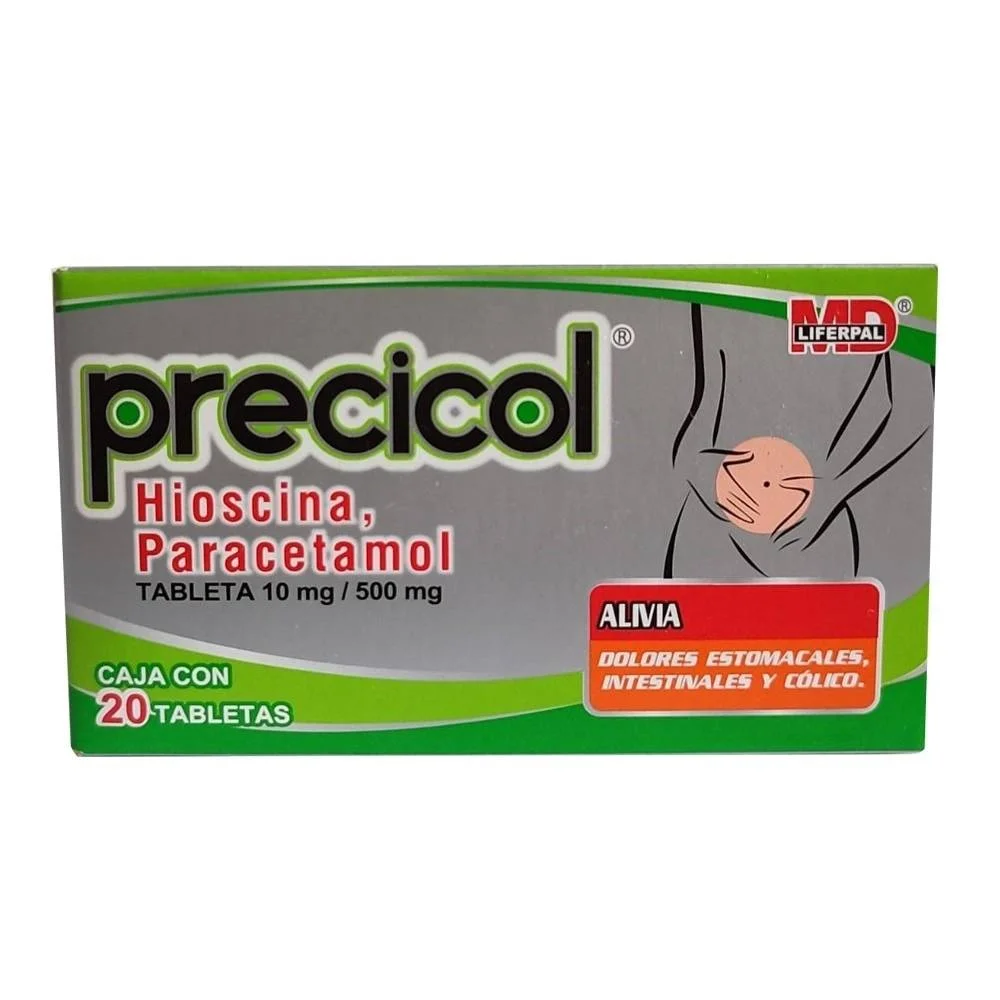 MD®
LIFERPAL
precicol®
Hioscina,
Paracetamol
TABLETA 10 mg / 500 mg
ALIVIA
DOLORES ESTOMACALES,
INTESTINALES Y CÓLICO.
CAJA CON
20 TABLETAS